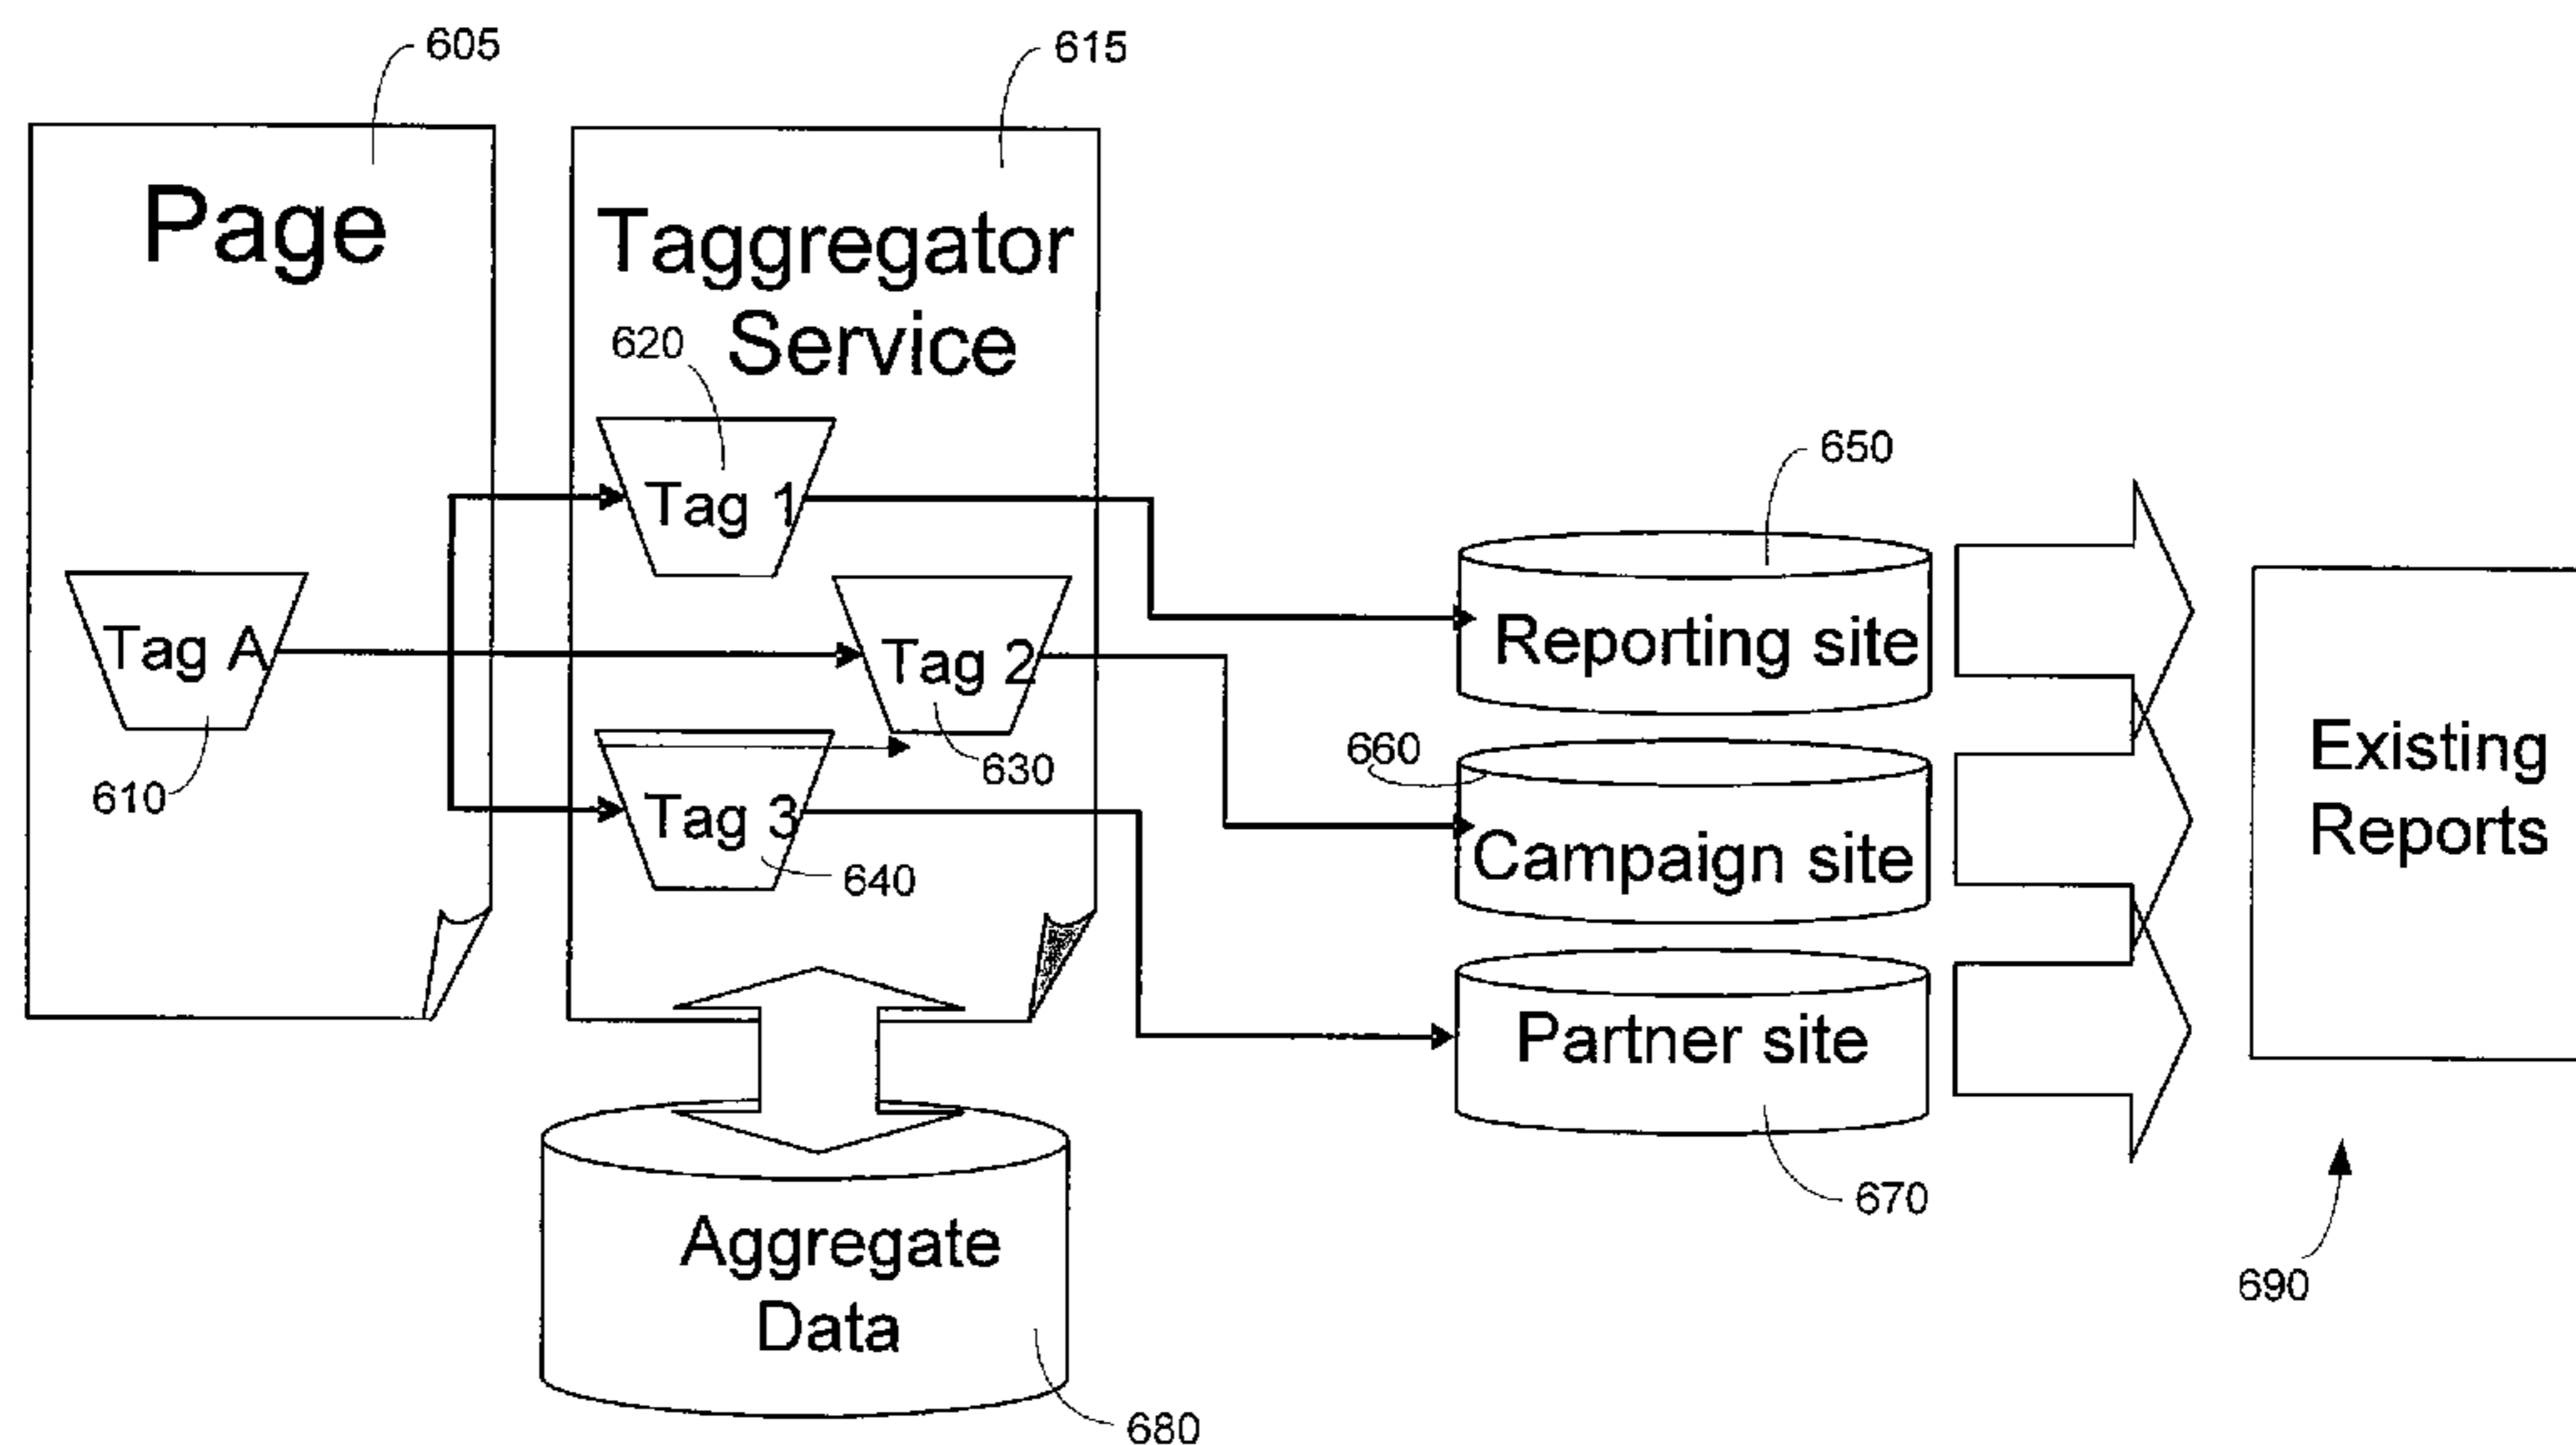 605
615
Page
Taggregator
Service
620
Tag 1
650
Tag A
Tag 2
Reporting site
610
630
660
Existing
Reports
Tag 3
640
Campaign site
Partner site
670
Aggregate
Data
690
680